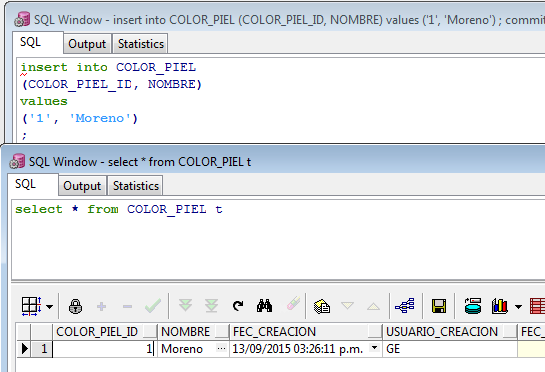 SQL Window - insert into COLOR_PIEL (COLOR_PIEL_ID, NOMBRE) values ('1', 'Moreno') ; commit
SQL Output Statistics
insert into COLOR_PIEL
(COLOR_PIEL_ID, NOMBRE)
values
('1', 'Moreno')
;
SQL Window - select * from COLOR_PIEL t
SQL Output Statistics
select * from COLOR_PIEL t
COLOR_PIEL_ID NOMBRE FEC_CREACION USUARIO_CREACION FEC_
1 1 Moreno ... 13/09/2015 03:26:11 p.m. GE